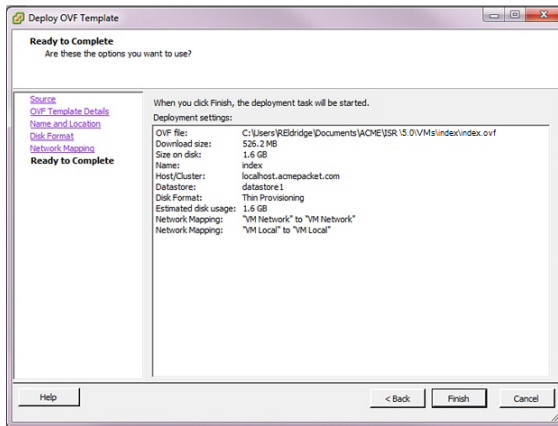 Deploy OVF Template
Ready to Complete
Are these the options you want to use?
Source
OVF Template Details
Name and Location
Disk Format
Network Mapping
Ready to Complete
When you click Finish, the deployment task will be started.
Deployment settings:
OVF file: C:\Users\REldridge\Documents\ACME\ISR \5.0\VMs\index\index.ovf
Download size: 526.2 MB
Size on disk: 1.6 GB
Name: index
Host/Cluster: localhost.acmepacket.com
Datastore: datastore1
Disk Format: Thin Provisioning
Estimated disk usage: 1.6 GB
Network Mapping: "VM Network" to "VM Network"
Network Mapping: "VM Local" to "VM Local"
Help
< Back
Finish
Cancel